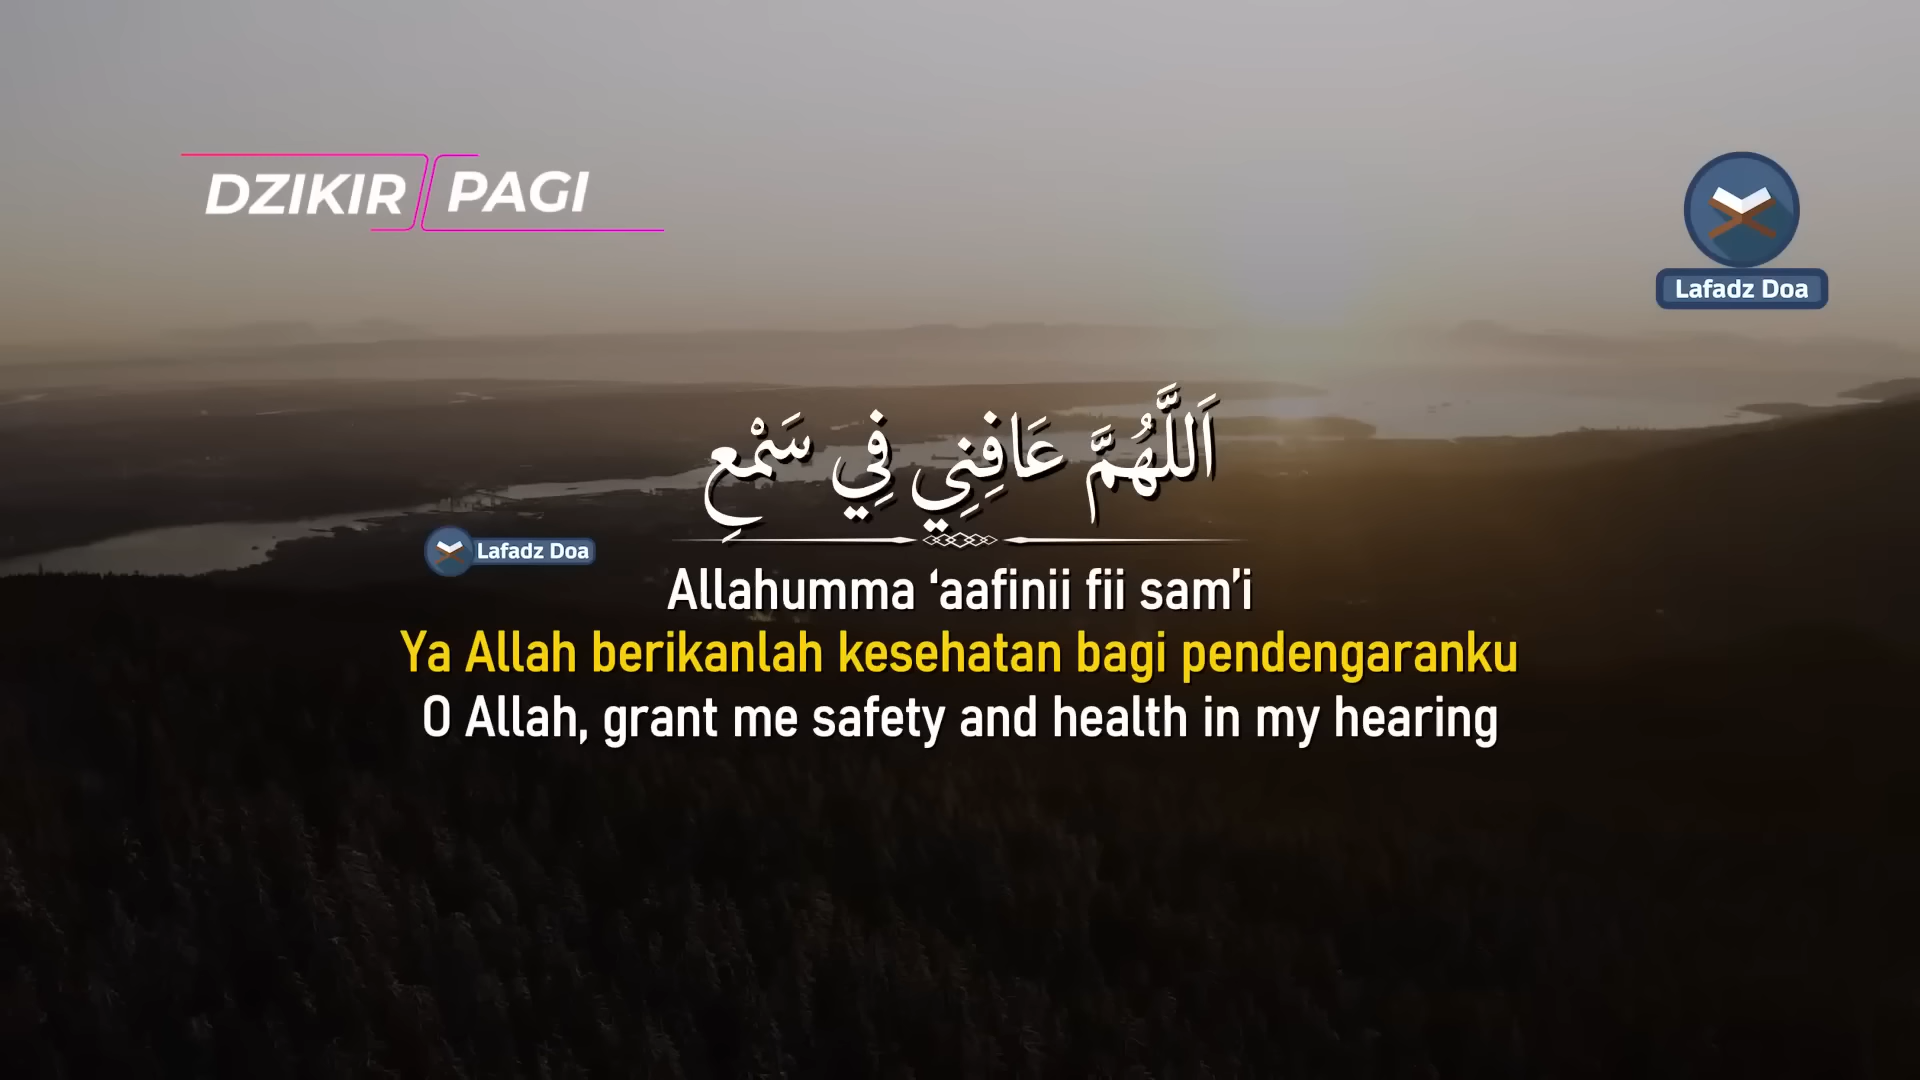 DZIKIR PAGI
Lafadz Doa
اَللَّهُمَّ عَافِنِي فِي سَمْعِ
Lafadz Doa
Allahumma ‘aafinii fii sam’i
Ya Allah berikanlah kesehatan bagi pendengaranku
O Allah, grant me safety and health in my hearing